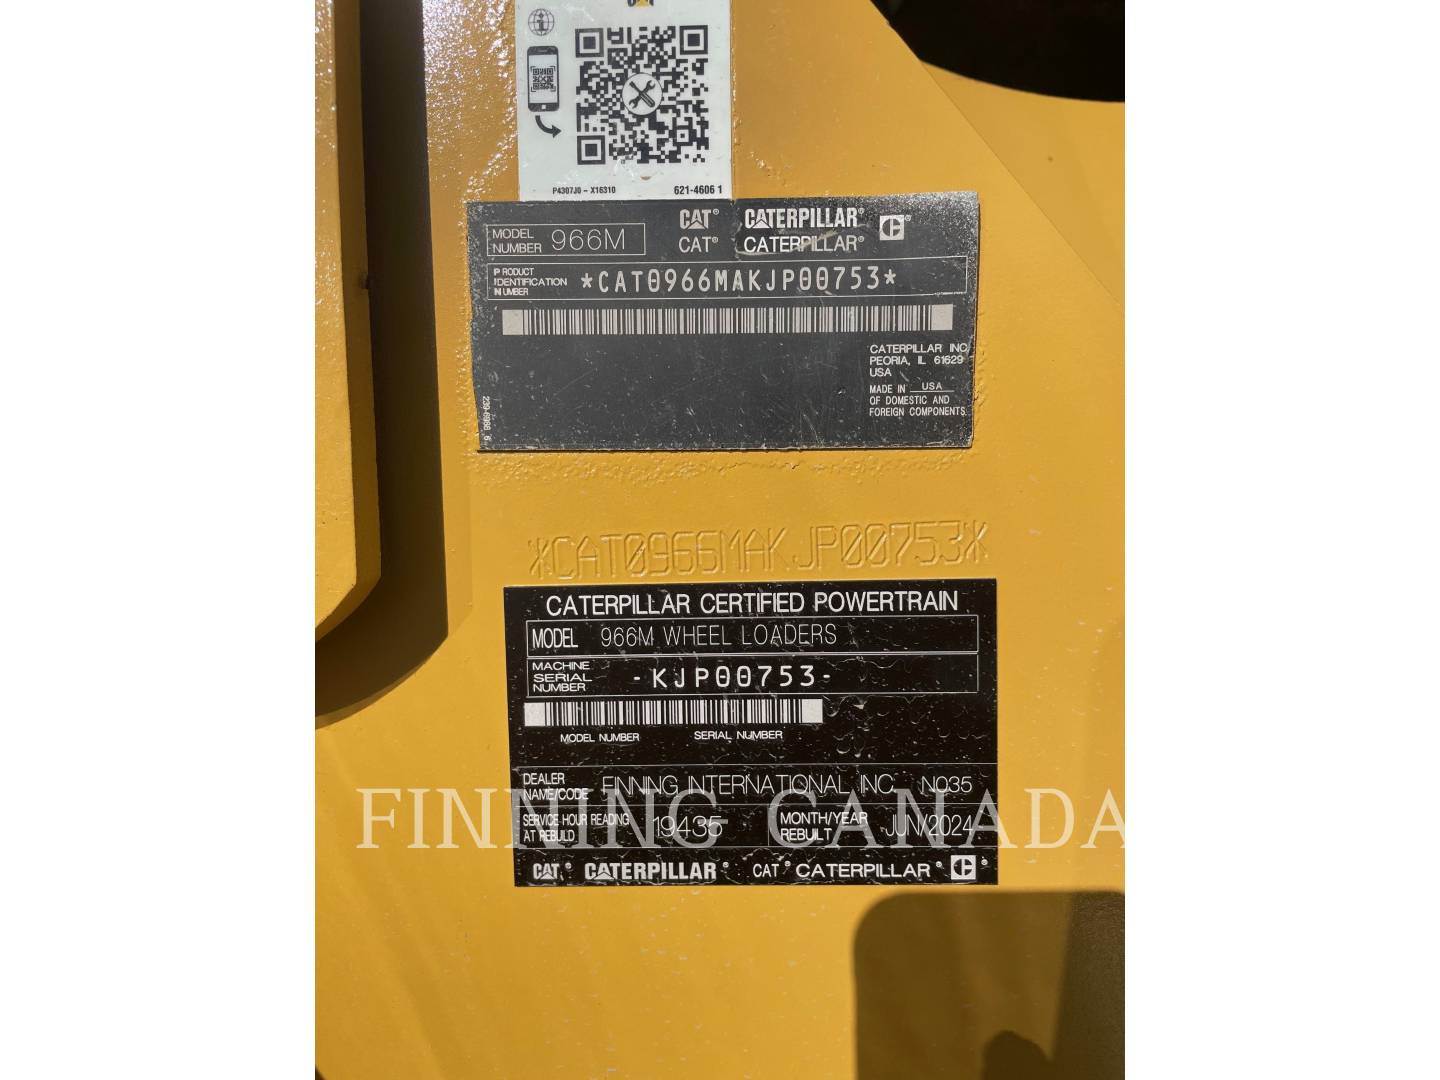 P4307J0 - X16310 621-4606 1
MODEL NUMBER 966M CAT® CATERPILLAR®
CAT® CATERPILLAR®
PRODUCT IDENTIFICATION NUMBER *CAT0966MAKJP00753*
CATERPILLAR INC
PEORIA, IL 61629
USA
MADE IN USA
OF DOMESTIC AND
FOREIGN COMPONENTS
*CAT0966MAKJP00753*
CATERPILLAR CERTIFIED POWERTRAIN
MODEL 966M WHEEL LOADERS
MACHINE SERIAL NUMBER -KJP00753-
MODEL NUMBER SERIAL NUMBER
DEALER NAME/CODE FINNING INTERNATIONAL INC. N035
SERVICE HOUR READING AT REBUILD 19435 MONTH/YEAR REBUILT JUN/2024
CAT® CATERPILLAR® CAT® CATERPILLAR®
FINNING CANADA